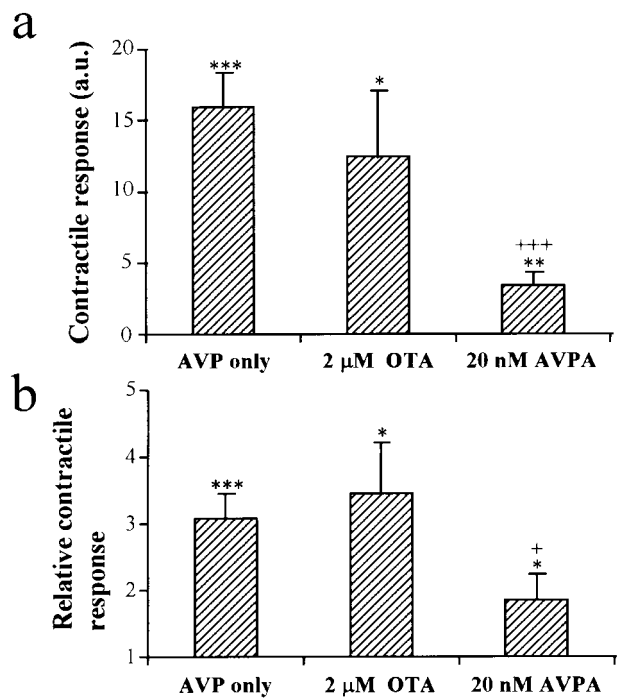 a
Contractile response (a.u.)
20
15
10
5
0
***
*
+++
**
AVP only
2 μM OTA
20 nM AVPA
b
Relative contractile
response
5
4
3
2
1
***
*
+
*
AVP only
2 μM OTA
20 nM AVPA